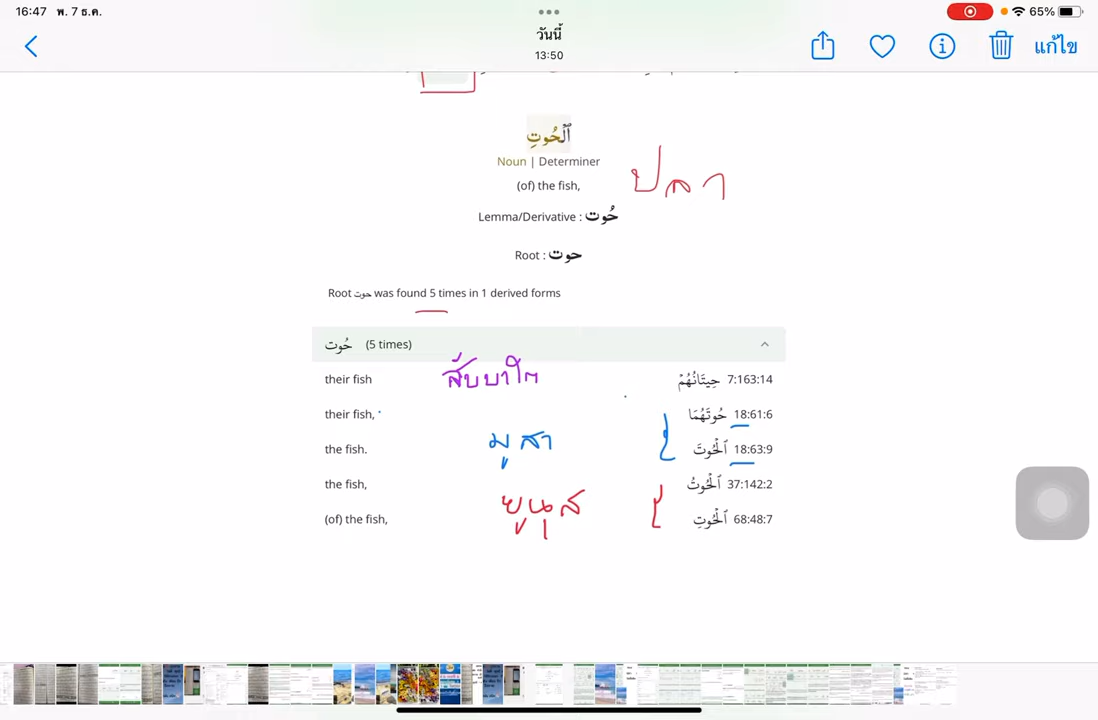 16:47 พ. 7 ธ.ค.
65%
วันนี้
13:50
แก้ไข
ٱلْحُوتِ
Noun | Determiner
(of) the fish,
ปลา
Lemma/Derivative : حُوت
Root : حوت
Root حوت was found 5 times in 1 derived forms
حُوت (5 times)
their fish สับบาโต حِيتَانُهُمْ 7:163:14
their fish, حُوتَهُمَا 18:61:6
มูสา
the fish. ٱلْحُوتَ 18:63:9
the fish, ٱلْحُوتُ 37:142:2
ยูนุส
(of) the fish, ٱلْحُوتِ 68:48:7